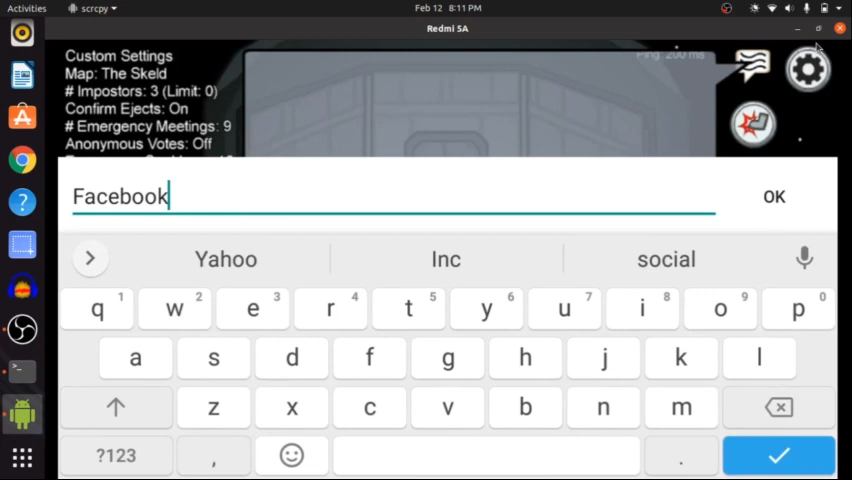 Activities
scrcpy
Feb 12 8:11 PM
Redmi 5A
Custom Settings
Map: The Skeld
# Impostors: 3 (Limit: 0)
Confirm Ejects: On
# Emergency Meetings: 9
Anonymous Votes: Off
Ping: 200 ms
Facebook
OK
Yahoo
Inc
social
q 1 w 2 e 3 r 4 t 5 y 6 u 7 i 8 o 9 p 0
a s d f g h j k l
z x c v b n m
?123 , .